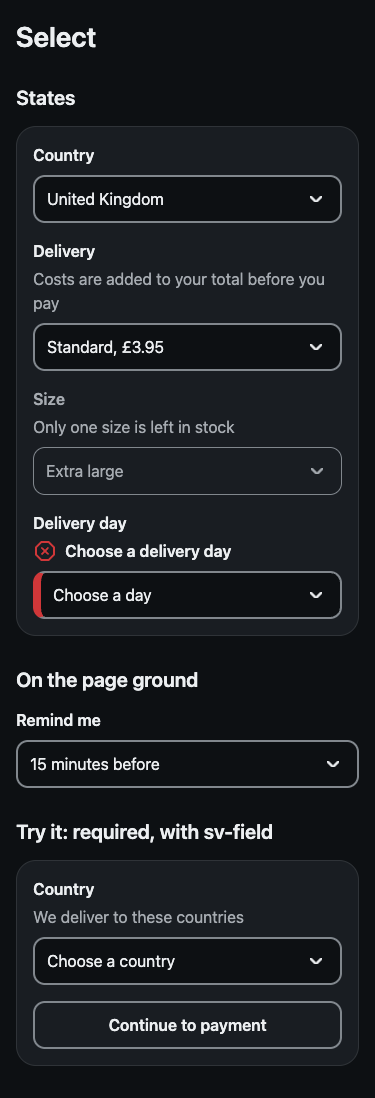 Select
States
Country
United Kingdom
Delivery
Costs are added to your total before you
pay
Standard, £3.95
Size
Only one size is left in stock
Extra large
Delivery day
Choose a delivery day
Choose a day
On the page ground
Remind me
15 minutes before
Try it: required, with sv-field
Country
We deliver to these countries
Choose a country
Continue to payment